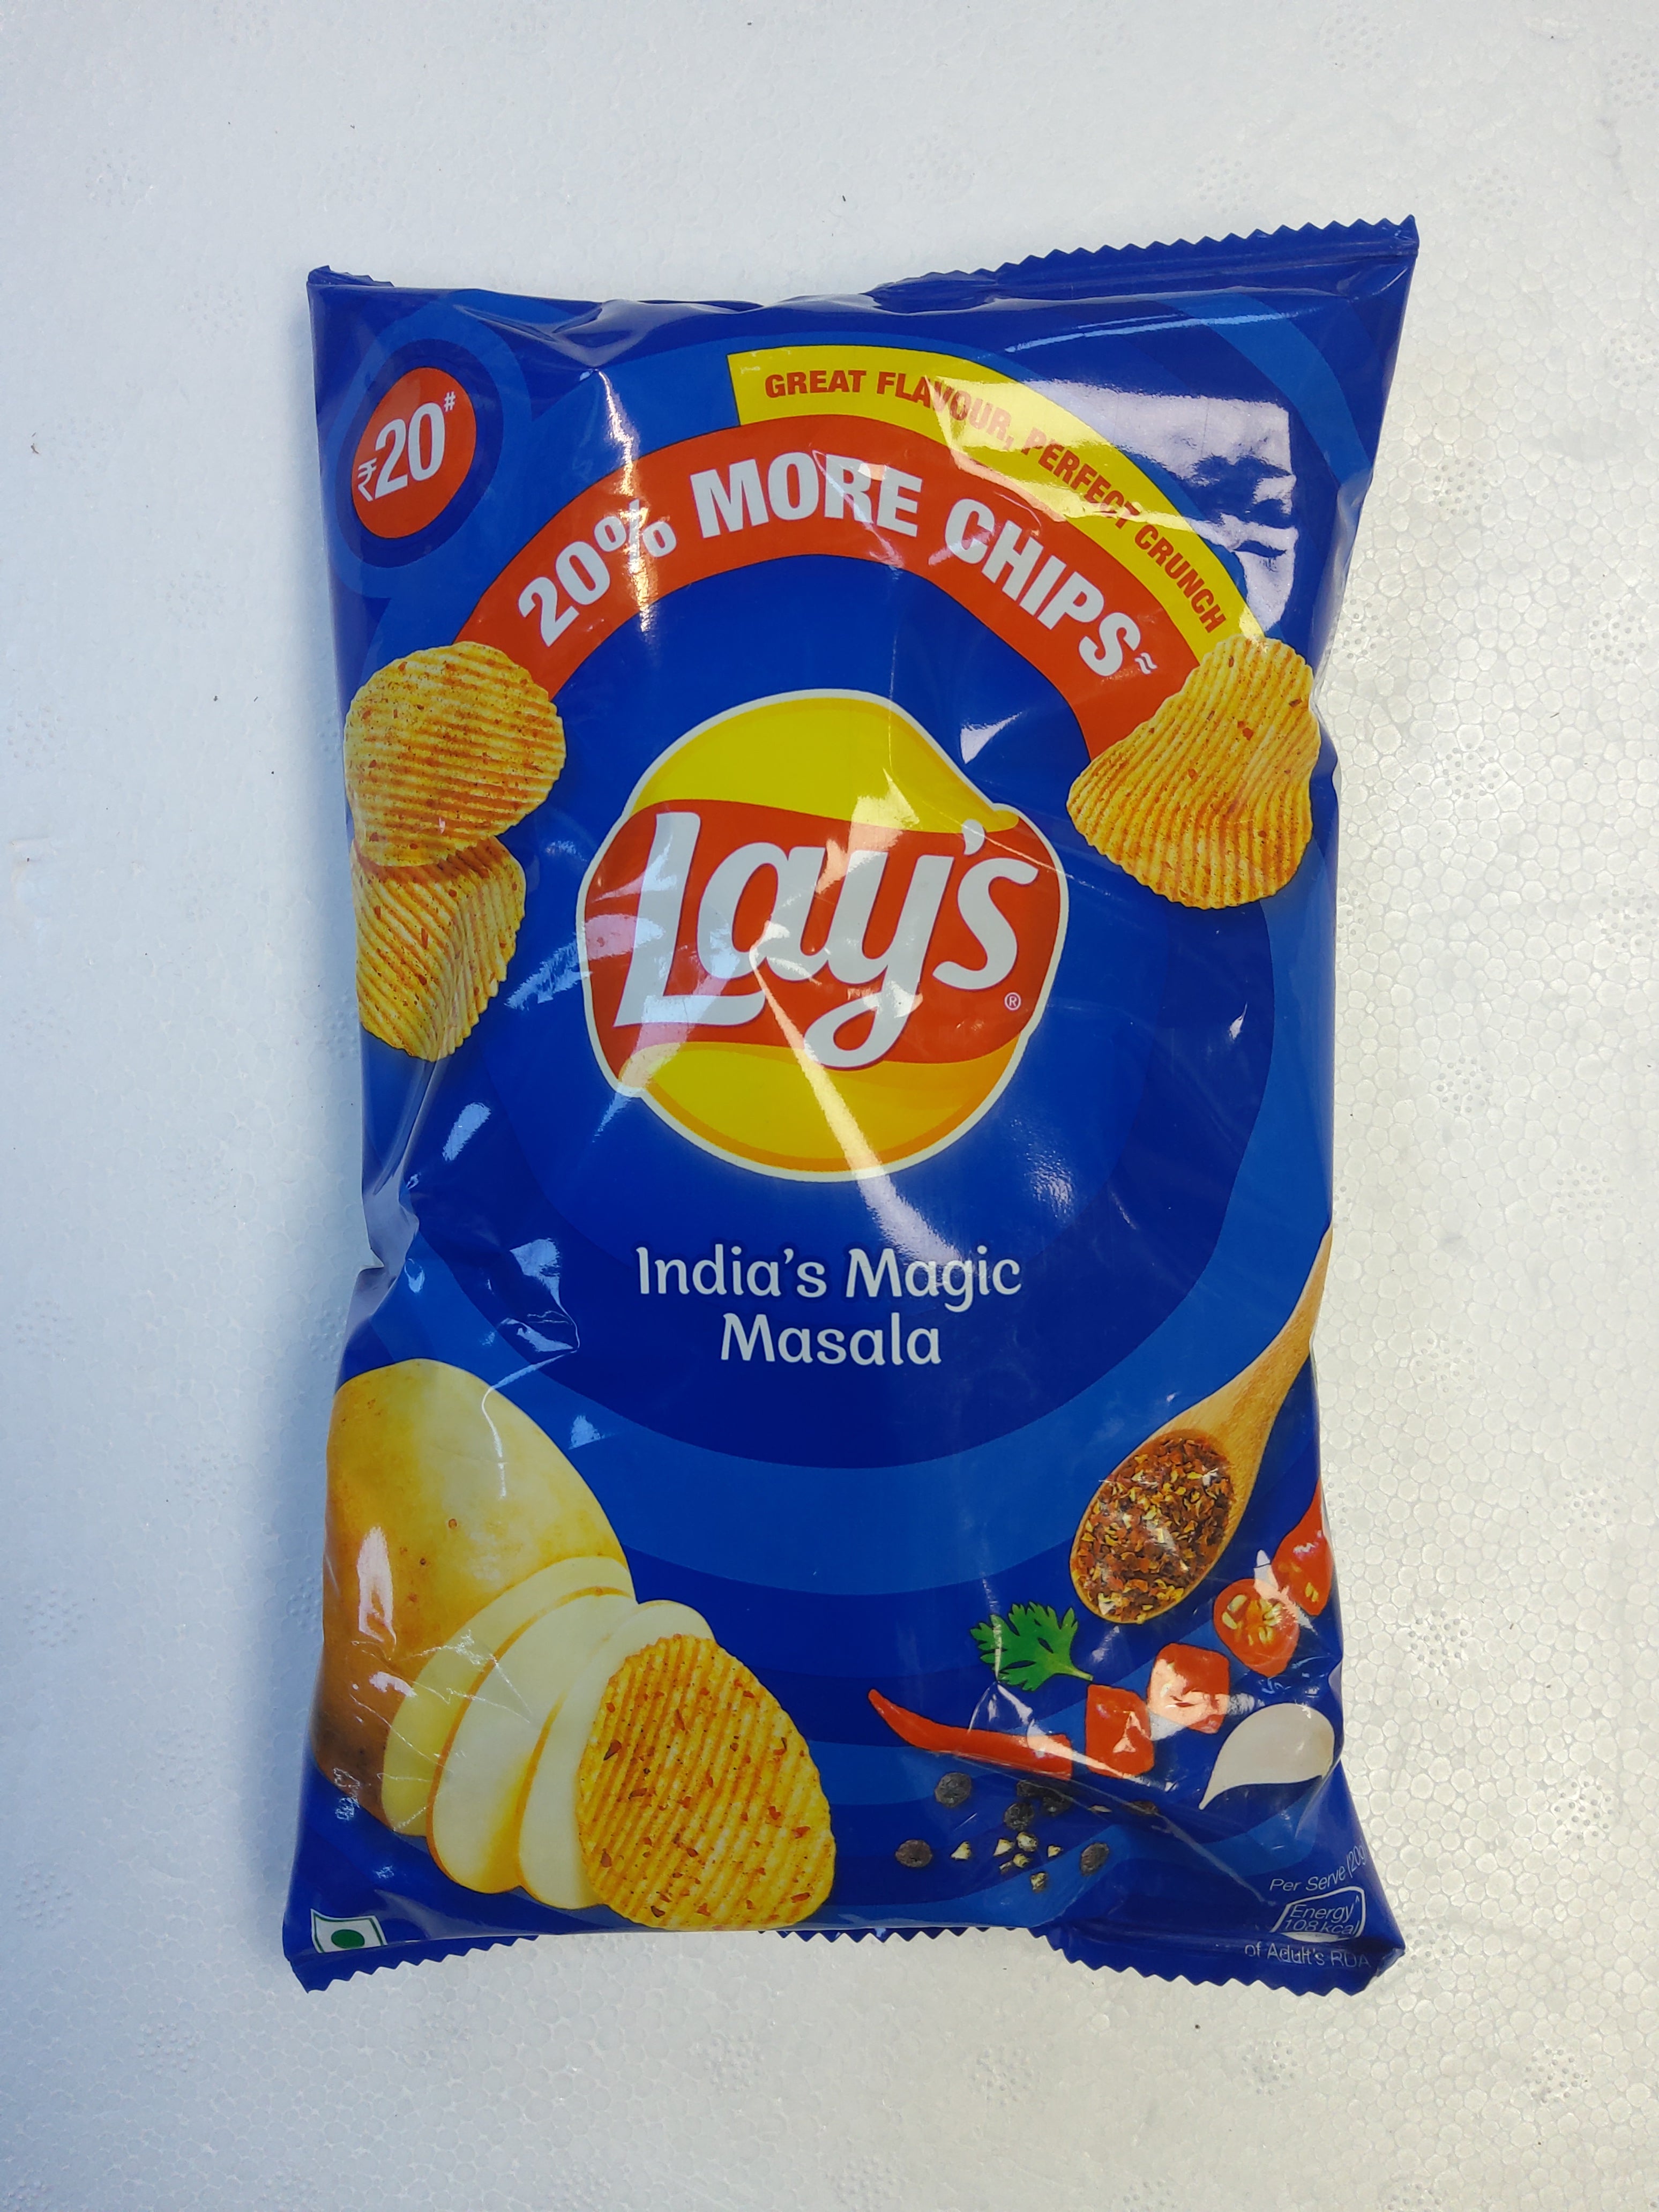 ₹20#
GREAT FLAVOUR, PERFECT CRUNCH
20% MORE CHIPS≈
Lay's®
India's Magic
Masala
Per Serve (20g
Energy^
108 kcal
of Adult's RDA